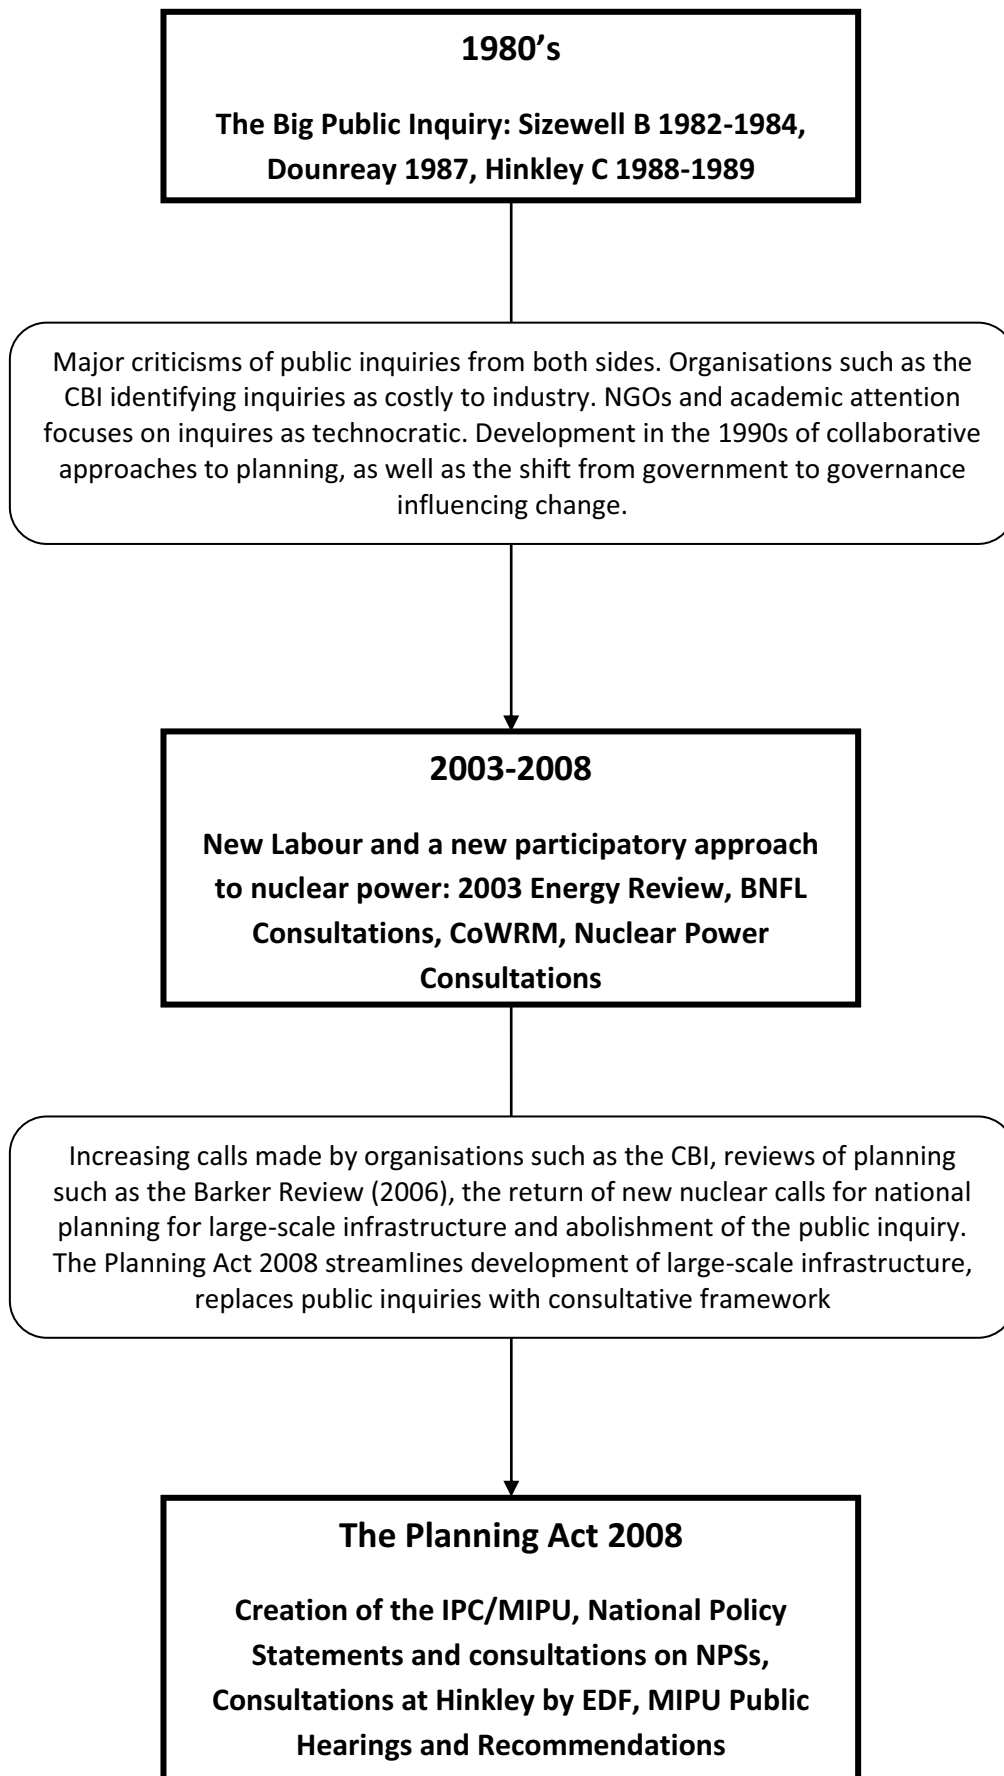 1980’s
The Big Public Inquiry: Sizewell B 1982-1984,
Dounreay 1987, Hinkley C 1988-1989
Major criticisms of public inquiries from both sides. Organisations such as the
CBI identifying inquiries as costly to industry. NGOs and academic attention
focuses on inquires as technocratic. Development in the 1990s of collaborative
approaches to planning, as well as the shift from government to governance
influencing change.
2003-2008
New Labour and a new participatory approach
to nuclear power: 2003 Energy Review, BNFL
Consultations, CoWRM, Nuclear Power
Consultations
Increasing calls made by organisations such as the CBI, reviews of planning
such as the Barker Review (2006), the return of new nuclear calls for national
planning for large-scale infrastructure and abolishment of the public inquiry.
The Planning Act 2008 streamlines development of large-scale infrastructure,
replaces public inquiries with consultative framework
The Planning Act 2008
Creation of the IPC/MIPU, National Policy
Statements and consultations on NPSs,
Consultations at Hinkley by EDF, MIPU Public
Hearings and Recommendations